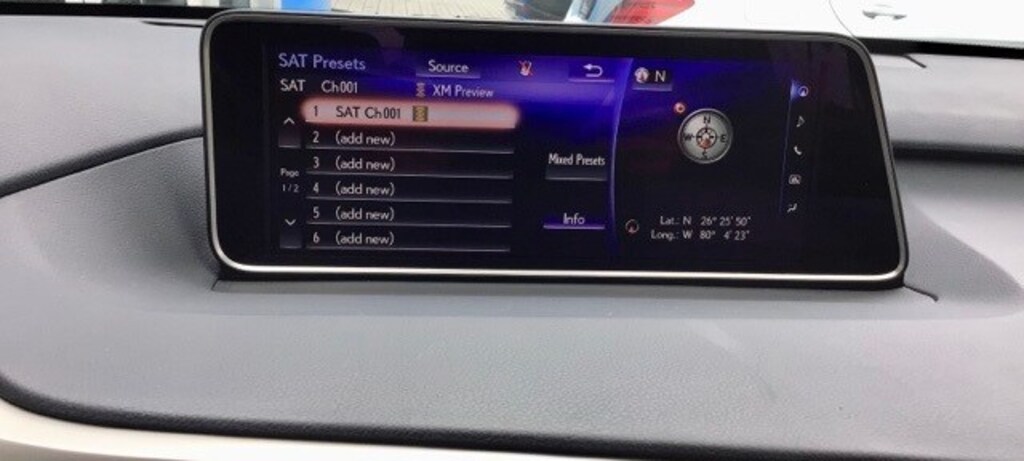 SAT Presets
Source
SAT Ch001
XM Preview
1 SAT Ch001
2 (add new)
3 (add new)
4 (add new)
5 (add new)
6 (add new)
Page
1/2
Mixed Presets
Info
N
N
W E
S
Lat.: N 26° 25' 50"
Long.: W 80° 4' 23"